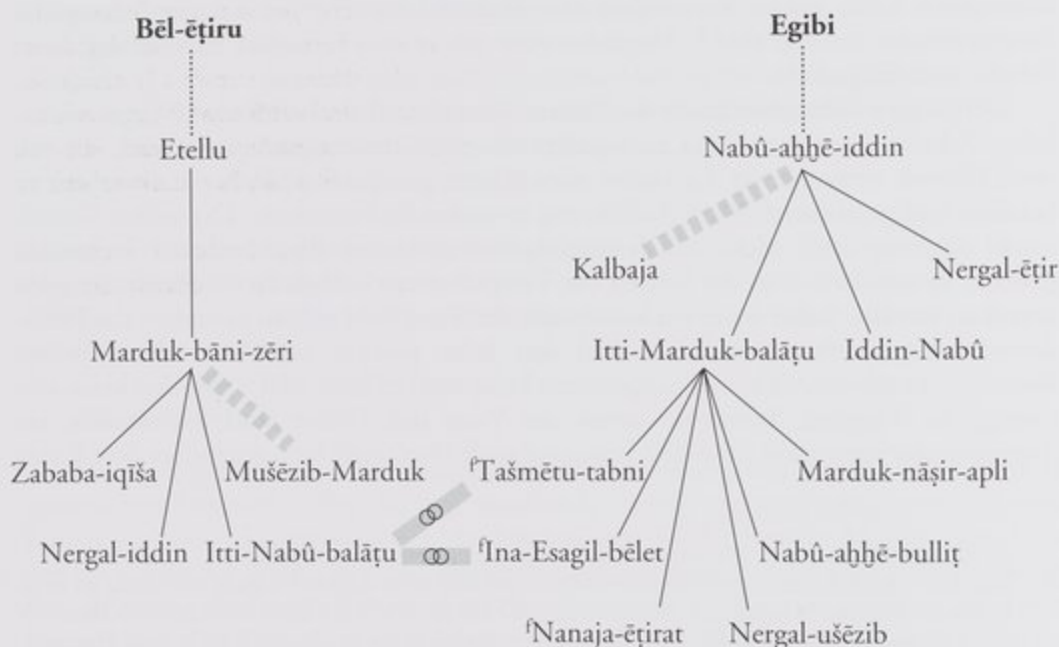 Bēl-ēṭiru
Egibi
Etellu
Nabû-aḫḫē-iddin
Kalbaja
Nergal-ēṭir
Marduk-bāni-zēri
Itti-Marduk-balāṭu
Iddin-Nabû
Zababa-iqīša
Mušēzib-Marduk
ᶠTašmētu-tabni
Marduk-nāṣir-apli
Nergal-iddin
Itti-Nabû-balāṭu
ᶠIna-Esagil-bēlet
Nabû-aḫḫē-bulliṭ
ᶠNanaja-ēṭirat
Nergal-ušēzib